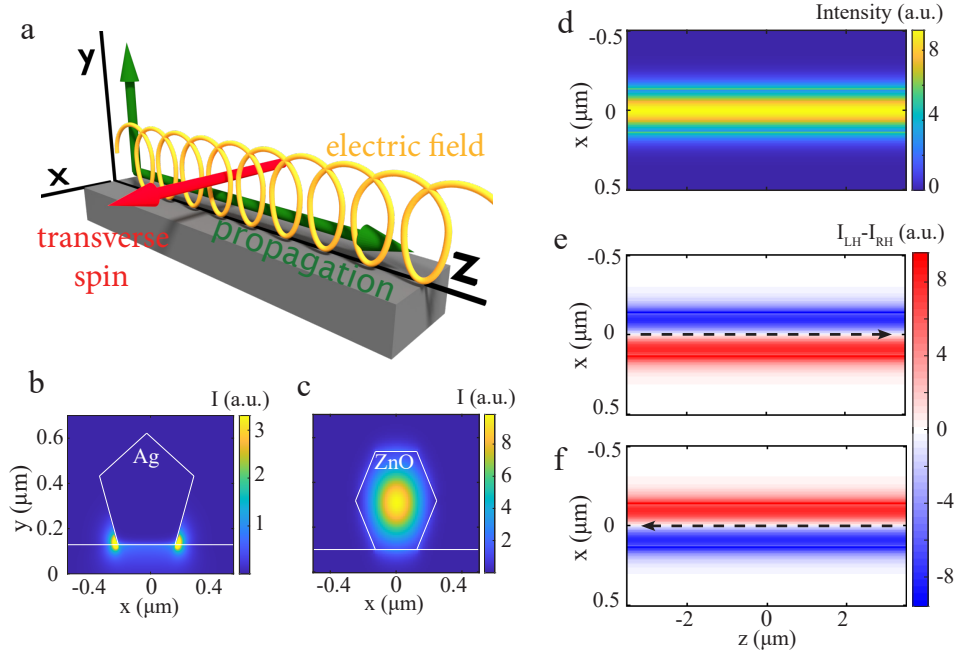 a
y
x
electric field
transverse
spin
propagation
z
b
I (a.u.)
Ag
y (μm)
0.6
0.4
0.2
0
-0.4
0
0.4
x (μm)
3
2
1
c
I (a.u.)
ZnO
-0.4
0
0.4
x (μm)
8
6
4
2
d
Intensity (a.u.)
-0.5
0
0.5
x (μm)
8
4
0
e
I_LH-I_RH (a.u.)
-0.5
0
0.5
x (μm)
8
4
0
-4
-8
f
-0.5
0
0.5
x (μm)
-2
0
2
z (μm)